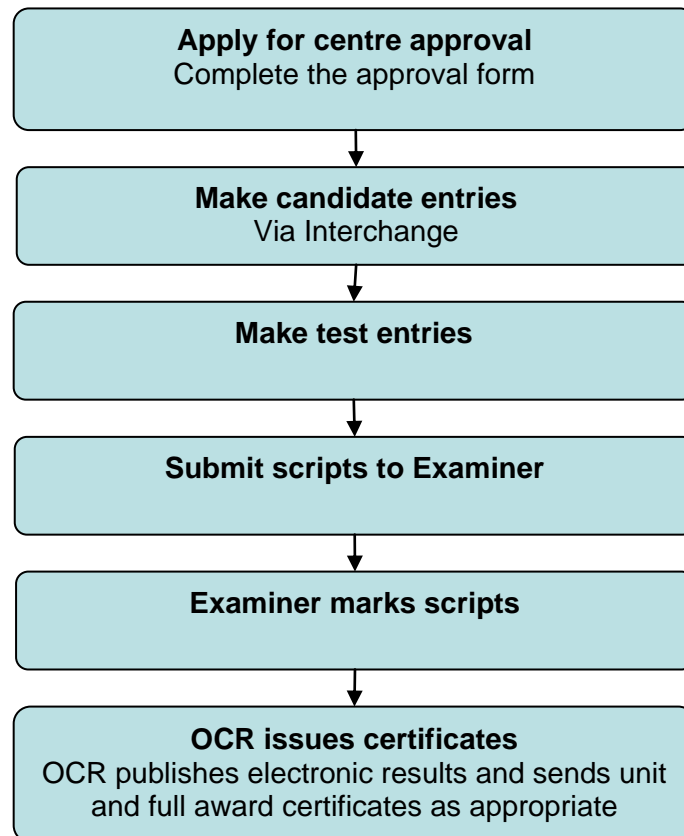 Apply for centre approval
Complete the approval form
Make candidate entries
Via Interchange
Make test entries
Submit scripts to Examiner
Examiner marks scripts
OCR issues certificates
OCR publishes electronic results and sends unit
and full award certificates as appropriate